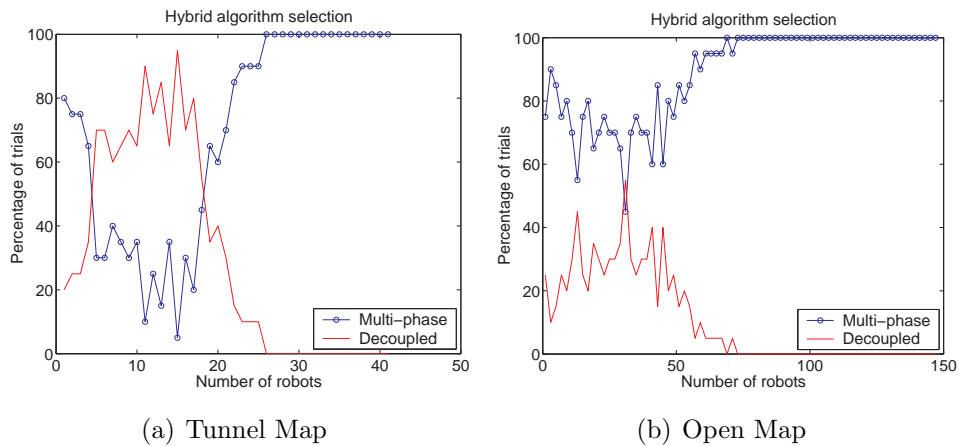 Hybrid algorithm selection
100
80
60
40
20
0
Percentage of trials
0 10 20 30 40 50
Number of robots
Multi-phase
Decoupled
(a) Tunnel Map
Hybrid algorithm selection
100
80
60
40
20
0
Percentage of trials
0 50 100 150
Number of robots
Multi-phase
Decoupled
(b) Open Map